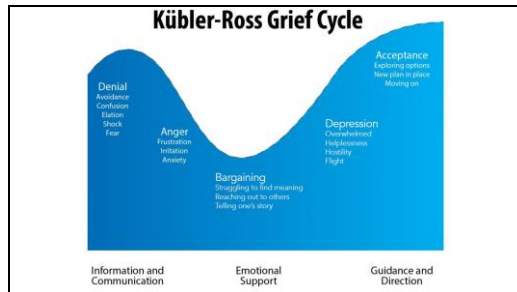 Kübler-Ross Grief Cycle
Denial
Avoidance
Confusion
Elation
Shock
Fear
Anger
Frustration
Irritation
Anxiety
Bargaining
Struggling to find meaning
Reaching out to others
Telling one's story
Depression
Overwhelmed
Helplessness
Hostility
Flight
Acceptance
Exploring options
New plan in place
Moving on
Information and
Communication
Emotional
Support
Guidance and
Direction